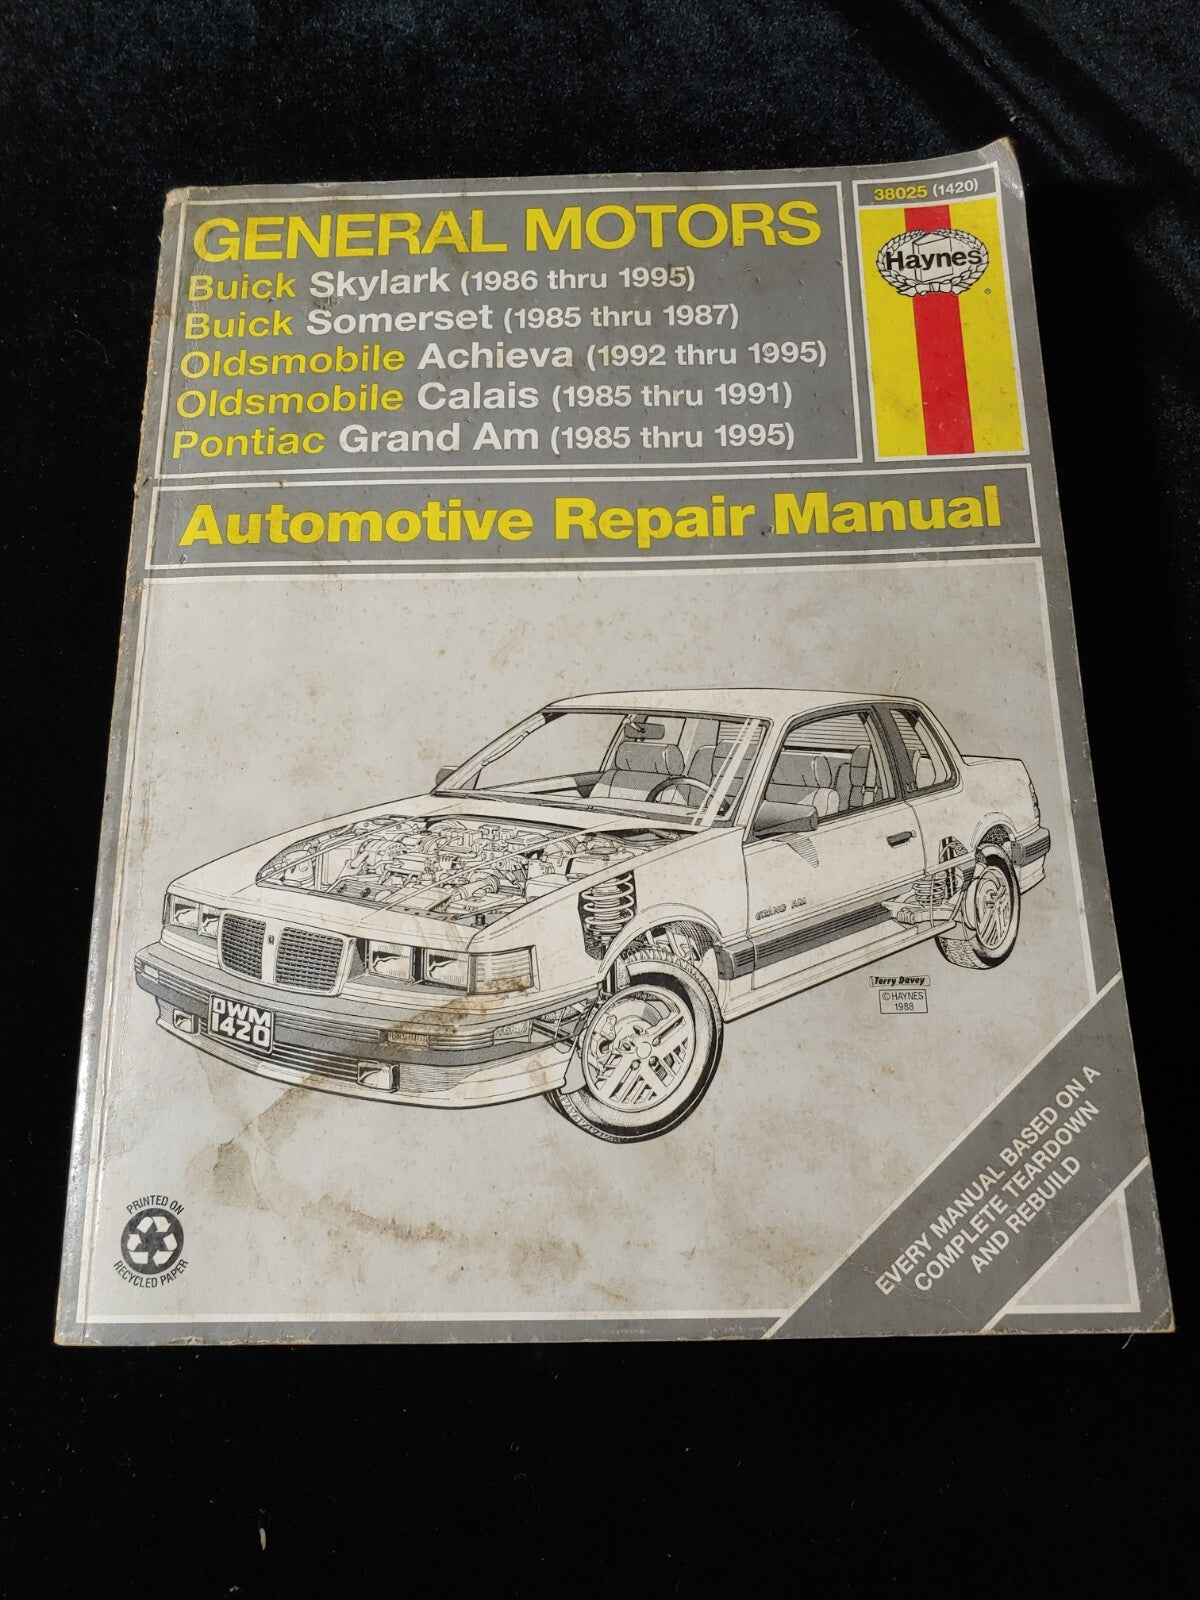 GENERAL MOTORS
Buick Skylark (1986 thru 1995)
Buick Somerset (1985 thru 1987)
Oldsmobile Achieva (1992 thru 1995)
Oldsmobile Calais (1985 thru 1991)
Pontiac Grand Am (1985 thru 1995)
38025 (1420)
Haynes
®
Automotive Repair Manual
GRAND AM
OWM
1420
Terry Davey
© HAYNES
1988
PRINTED ON
RECYCLED PAPER
EVERY MANUAL BASED ON A
COMPLETE TEARDOWN
AND REBUILD